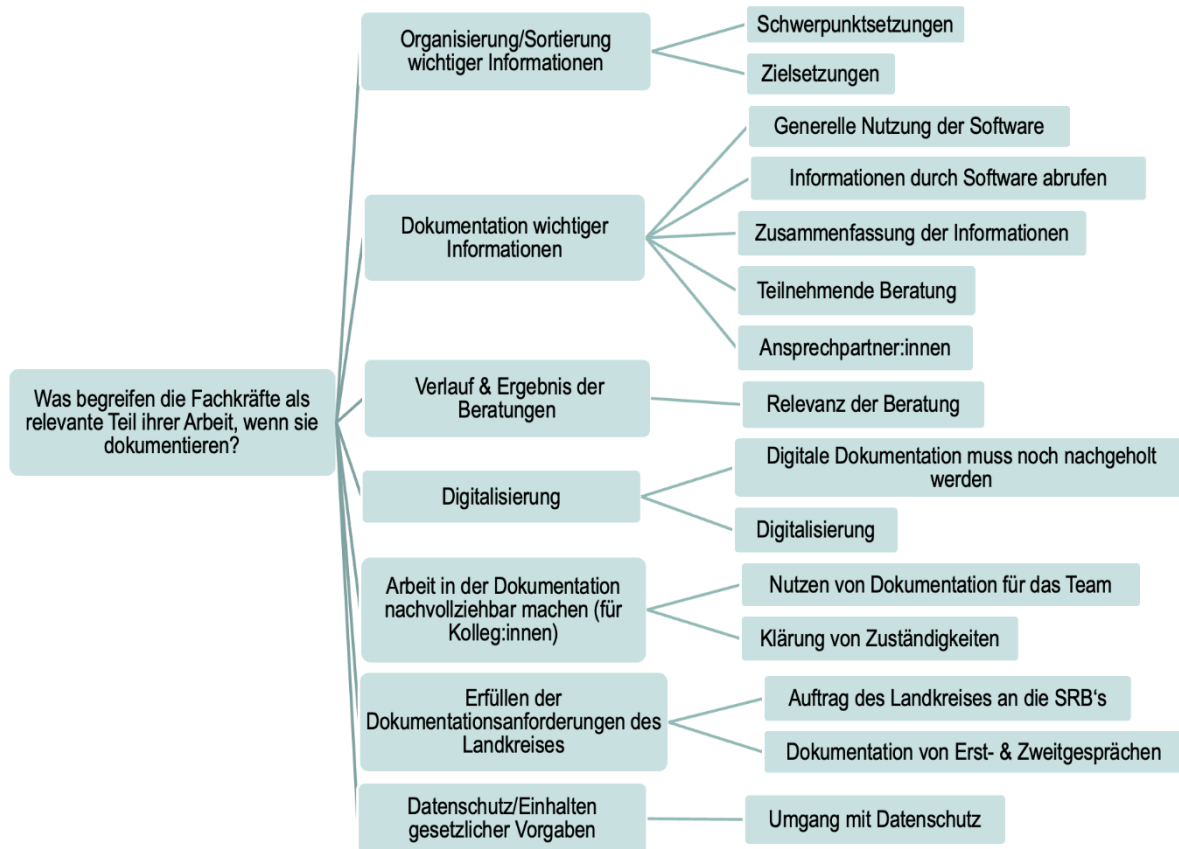 Was begreifen die Fachkräfte als
relevante Teil ihrer Arbeit, wenn sie
dokumentieren?
Organisierung/Sortierung
wichtiger Informationen
Schwerpunktsetzungen
Zielsetzungen
Dokumentation wichtiger
Informationen
Generelle Nutzung der Software
Informationen durch Software abrufen
Zusammenfassung der Informationen
Teilnehmende Beratung
Ansprechpartner:innen
Verlauf & Ergebnis der
Beratungen
Relevanz der Beratung
Digitalisierung
Digitale Dokumentation muss noch nachgeholt
werden
Digitalisierung
Arbeit in der Dokumentation
nachvollziehbar machen (für
Kolleg:innen)
Nutzen von Dokumentation für das Team
Klärung von Zuständigkeiten
Erfüllen der
Dokumentationsanforderungen des
Landkreises
Auftrag des Landkreises an die SRB‘s
Dokumentation von Erst- & Zweitgesprächen
Datenschutz/Einhalten
gesetzlicher Vorgaben
Umgang mit Datenschutz